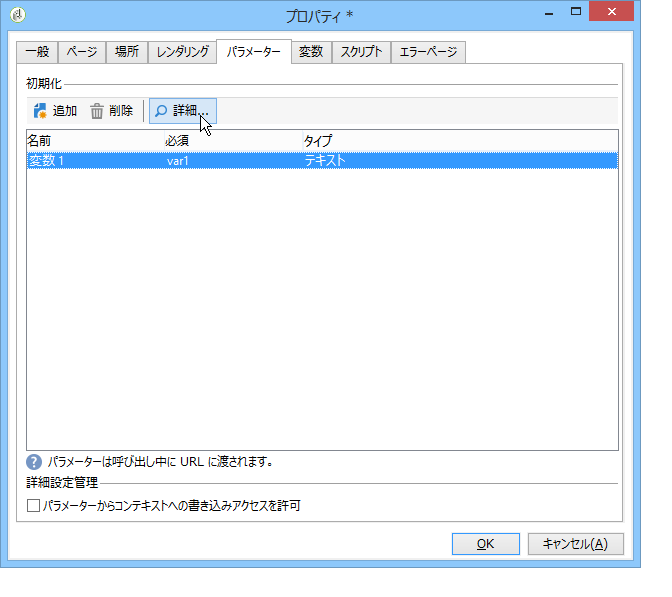 プロパティ *
一般 ページ 場所 レンダリング パラメーター 変数 スクリプト エラーページ
初期化
追加 削除 詳細...
名前 必須 タイプ
変数 1 var1 テキスト
? パラメーターは呼び出し中に URL に渡されます。
詳細設定管理
パラメーターからコンテキストへの書き込みアクセスを許可
OK キャンセル(A)